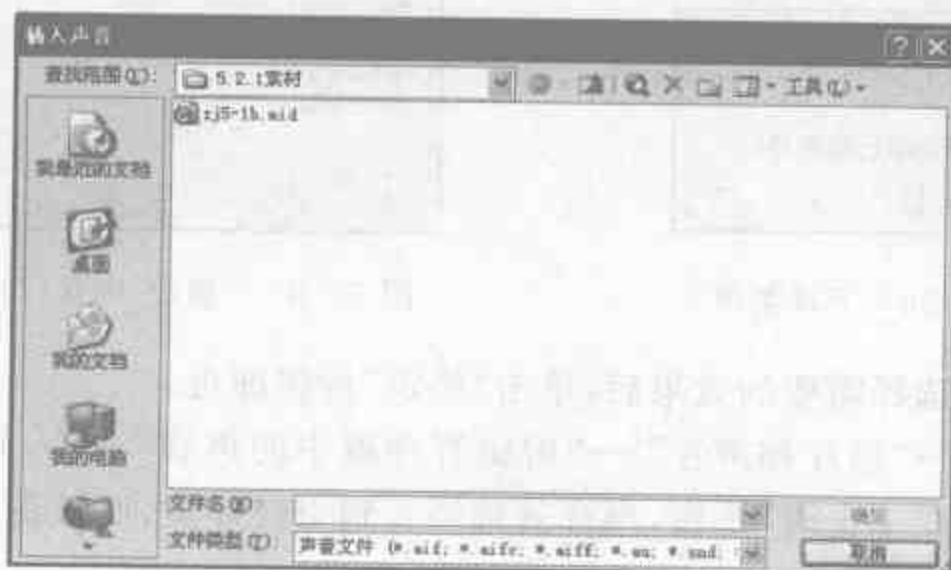 插入声音
查找范围(I): 5.2.1素材 工具(L)
zj5-1b.mid
我最近的文档
桌面
我的文档
我的电脑
文件名(N): 确定
文件类型(T): 声音文件 (*.aif; *.aifc; *.aiff; *.au; *.snd; 取消